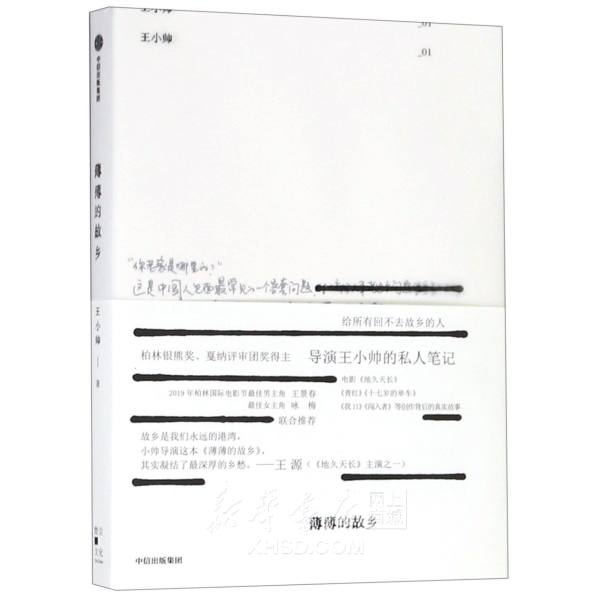 中信出版集团
薄薄的故乡
王小帅 著
王小帅
_01
王小帅
_01
"你老家是哪里的?"
这是中国人见面最常见的一个客套问题,
给所有回不去故乡的人
柏林银熊奖、戛纳评审团奖得主 导演王小帅的私人笔记
2019年柏林国际电影节最佳男主角 王景春
最佳女主角 咏 梅
联合推荐
电影《地久天长》
《青红》《十七岁的单车》
《我11》《闯入者》等创作背后的真实故事
故乡是我们永远的港湾,
小帅导演这本《薄薄的故乡》,
其实凝结了最深厚的乡愁。——王 源(《地久天长》主演之一)
新华书店
网上商城
XHSD.COM
薄薄的故乡
中信出版集团